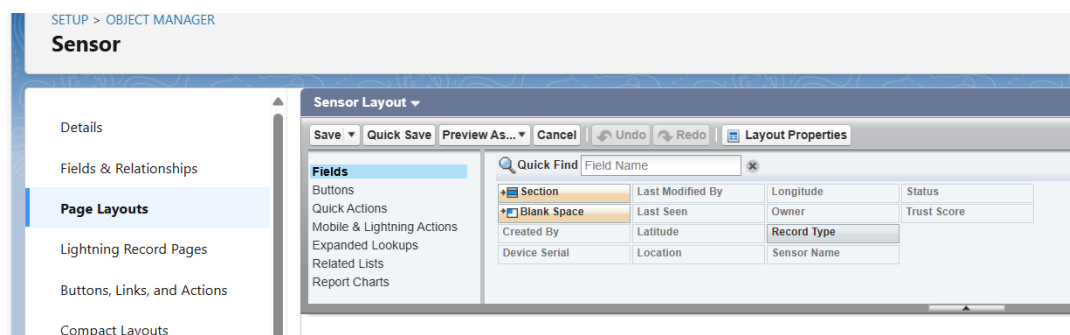 SETUP > OBJECT MANAGER
Sensor
Details
Fields & Relationships
Page Layouts
Lightning Record Pages
Buttons, Links, and Actions
Compact Layouts
Sensor Layout
Save Quick Save Preview As... Cancel Undo Redo Layout Properties
Fields
Buttons
Quick Actions
Mobile & Lightning Actions
Expanded Lookups
Related Lists
Report Charts
Quick Find Field Name
Section Last Modified By Longitude Status
Blank Space Last Seen Owner Trust Score
Created By Latitude Record Type
Device Serial Location Sensor Name